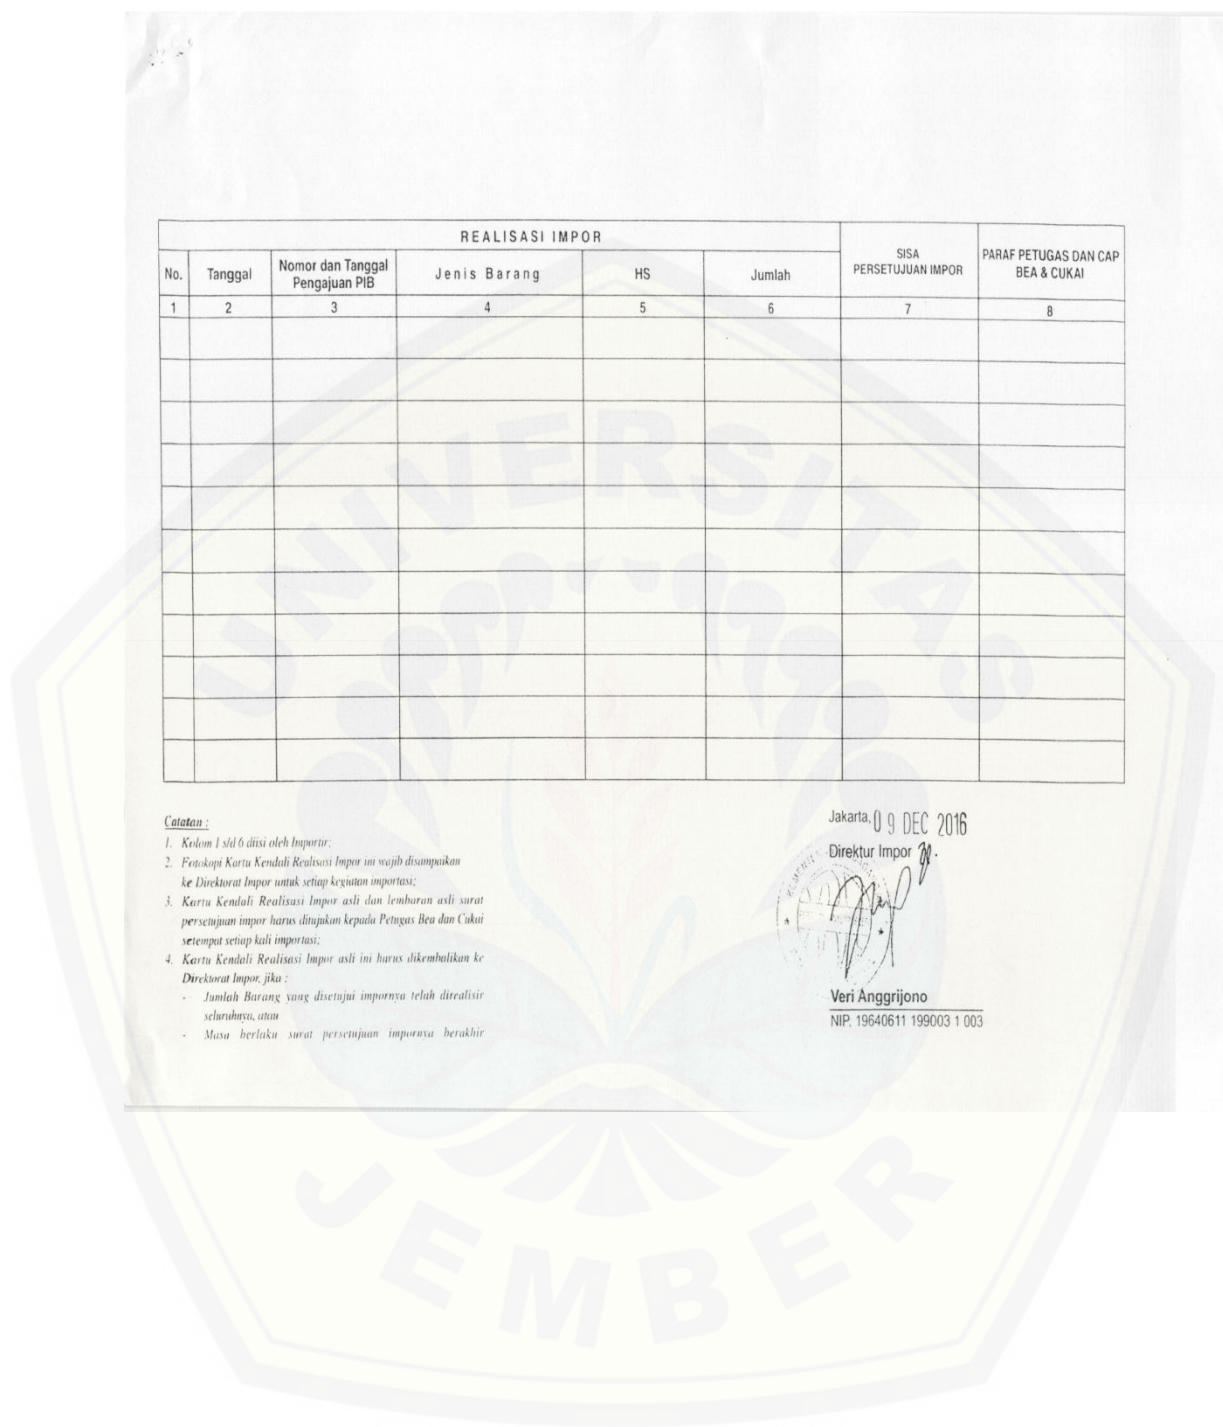 REALISASI IMPOR
SISA
PERSETUJUAN IMPOR
PARAF PETUGAS DAN CAP
BEA & CUKAI
No.
Tanggal
Nomor dan Tanggal
Pengajuan PIB
Jenis Barang
HS
Jumlah
1 2 3 4 5 6 7 8
Catatan :
1. Kolom 1 s/d 6 diisi oleh Importir;
2. Fotokopi Kartu Kendali Realisasi Impor ini wajib disampaikan
ke Direktorat Impor untuk setiap kegiatan importasi;
3. Kartu Kendali Realisasi Impor asli dan lembaran asli surat
persetujuan impor harus ditujukan kepada Petugas Bea dan Cukai
setempat setiap kali importasi;
4. Kartu Kendali Realisasi Impor asli ini harus dikembalikan ke
Direktorat Impor, jika :
- Jumlah Barang yang disetujui impornya telah direalisir
seluruhnya, atau
- Masa berlaku surat persetujuan impornya berakhir
Jakarta, 09 DEC 2016
Direktur Impor
Veri Anggrijono
NIP. 19640611 199003 1 003
UNIVERSITAS
JEMBER